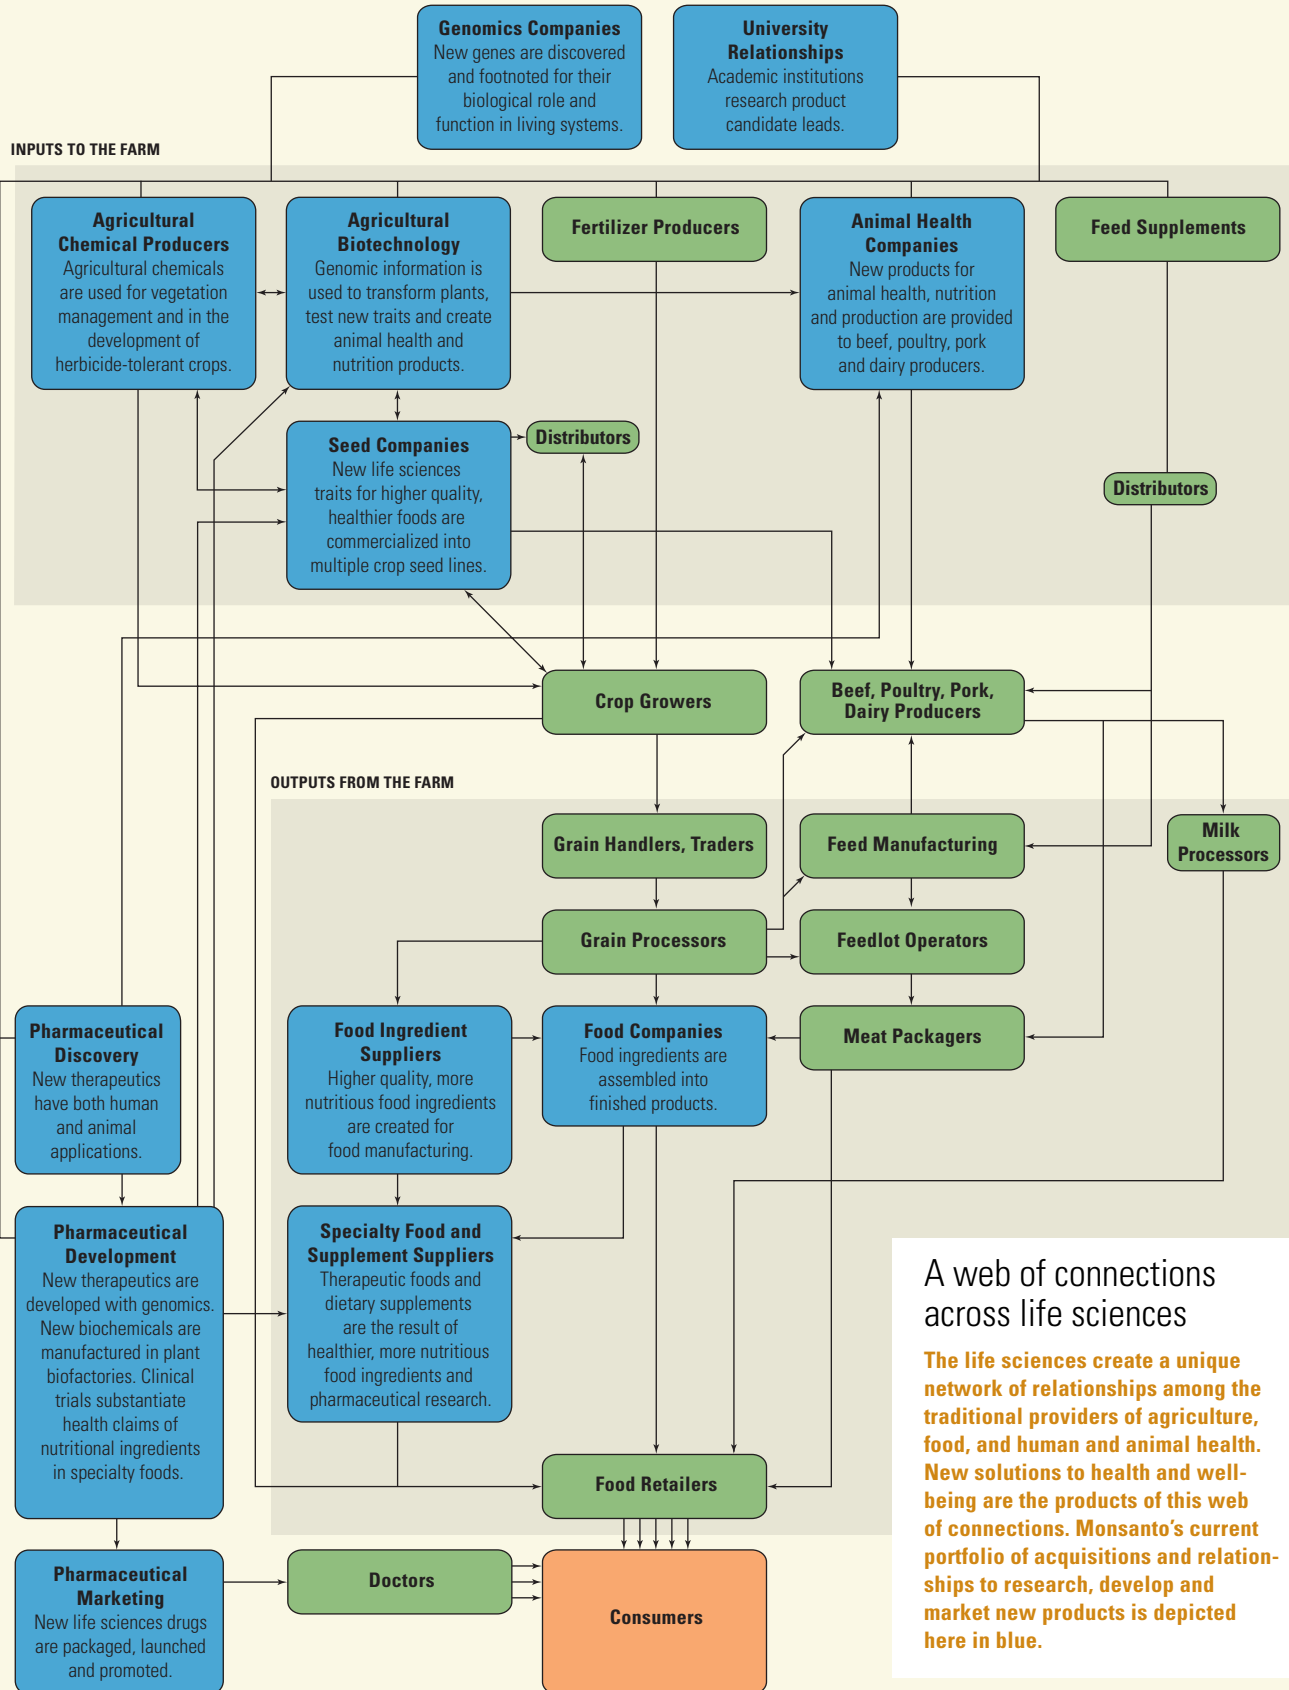 Genomics Companies
New genes are discovered
and footnoted for their
biological role and
function in living systems.
University
Relationships
Academic institutions
research product
candidate leads.
INPUTS TO THE FARM
Agricultural
Chemical Producers
Agricultural chemicals
are used for vegetation
management and in the
development of
herbicide-tolerant crops.
Agricultural
Biotechnology
Genomic information is
used to transform plants,
test new traits and create
animal health and
nutrition products.
Fertilizer Producers
Animal Health
Companies
New products for
animal health, nutrition
and production are provided
to beef, poultry, pork
and dairy producers.
Feed Supplements
Seed Companies
New life sciences
traits for higher quality,
healthier foods are
commercialized into
multiple crop seed lines.
Distributors
Distributors
Crop Growers
Beef, Poultry, Pork,
Dairy Producers
OUTPUTS FROM THE FARM
Grain Handlers, Traders
Feed Manufacturing
Milk
Processors
Grain Processors
Feedlot Operators
Pharmaceutical
Discovery
New therapeutics
have both human
and animal
applications.
Food Ingredient
Suppliers
Higher quality, more
nutritious food ingredients
are created for
food manufacturing.
Food Companies
Food ingredients are
assembled into
finished products.
Meat Packagers
Pharmaceutical
Development
New therapeutics are
developed with genomics.
New biochemicals are
manufactured in plant
biofactories. Clinical
trials substantiate
health claims of
nutritional ingredients
in specialty foods.
Specialty Food and
Supplement Suppliers
Therapeutic foods and
dietary supplements
are the result of
healthier, more nutritious
food ingredients and
pharmaceutical research.
Food Retailers
Pharmaceutical
Marketing
New life sciences drugs
are packaged, launched
and promoted.
Doctors
Consumers
A web of connections
across life sciences
The life sciences create a unique
network of relationships among the
traditional providers of agriculture,
food, and human and animal health.
New solutions to health and well-
being are the products of this web
of connections. Monsanto's current
portfolio of acquisitions and relation-
ships to research, develop and
market new products is depicted
here in blue.